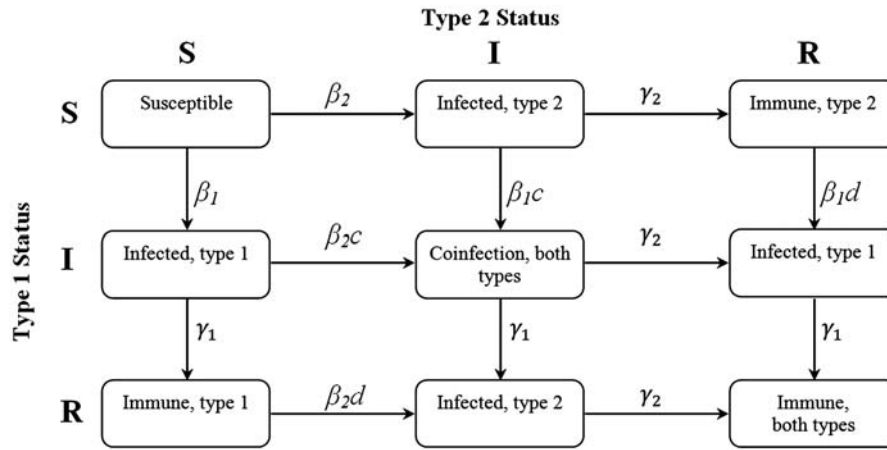 Type 2 Status
S I R
S
Susceptible
β₂
Infected, type 2
γ₂
Immune, type 2
β₁
β₁c
β₁d
Type 1 Status
I
Infected, type 1
β₂c
Coinfection, both
types
γ₂
Infected, type 1
γ₁
γ₁
γ₁
R
Immune, type 1
β₂d
Infected, type 2
γ₂
Immune,
both types